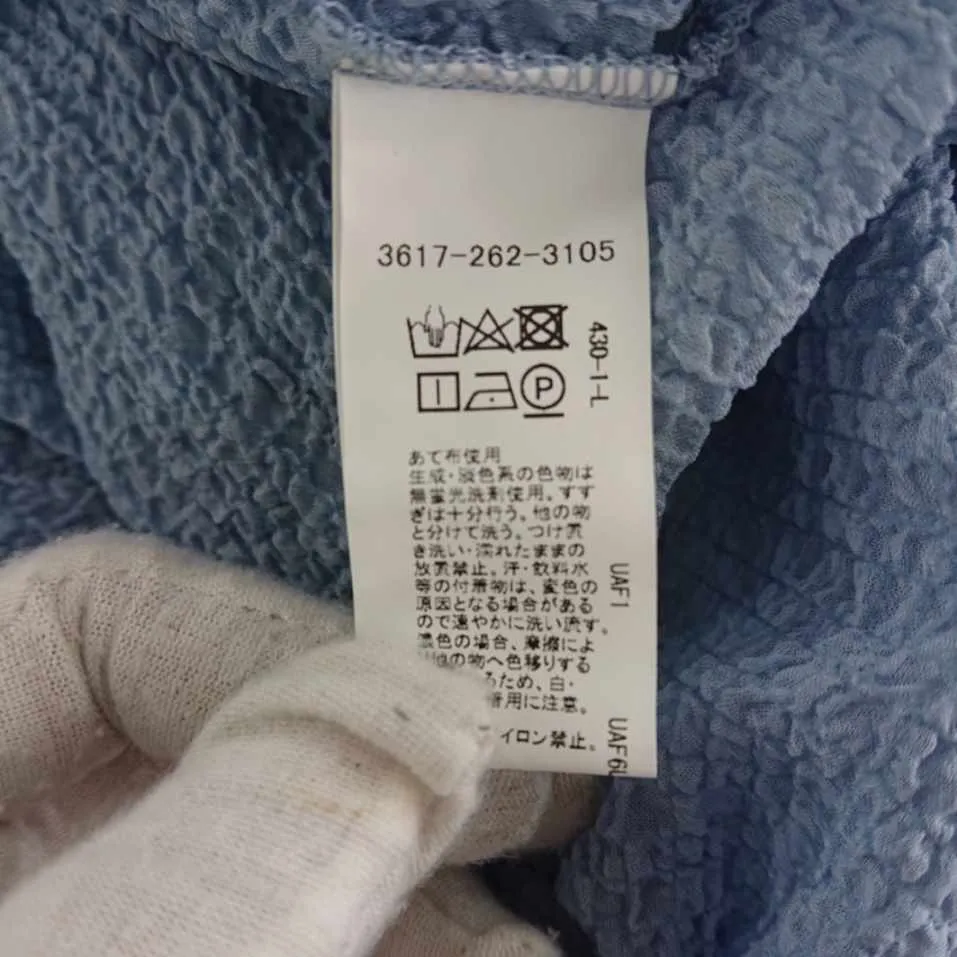 3617-262-3105
430-1-L
P
あて布使用
生成・淡色系の色物は
無蛍光洗剤使用。すす
ぎは十分行う。他の物
と分けて洗う。つけ置
き洗い・濡れたままの
放置禁止。汗・飲料水
等の付着物は、変色の
原因となる場合がある
ので速やかに洗い流す。
濃色の場合、摩擦によ
他の物へ色移りする
るため、白・
着用に注意。
イロン禁止。
UAF1
UAF6